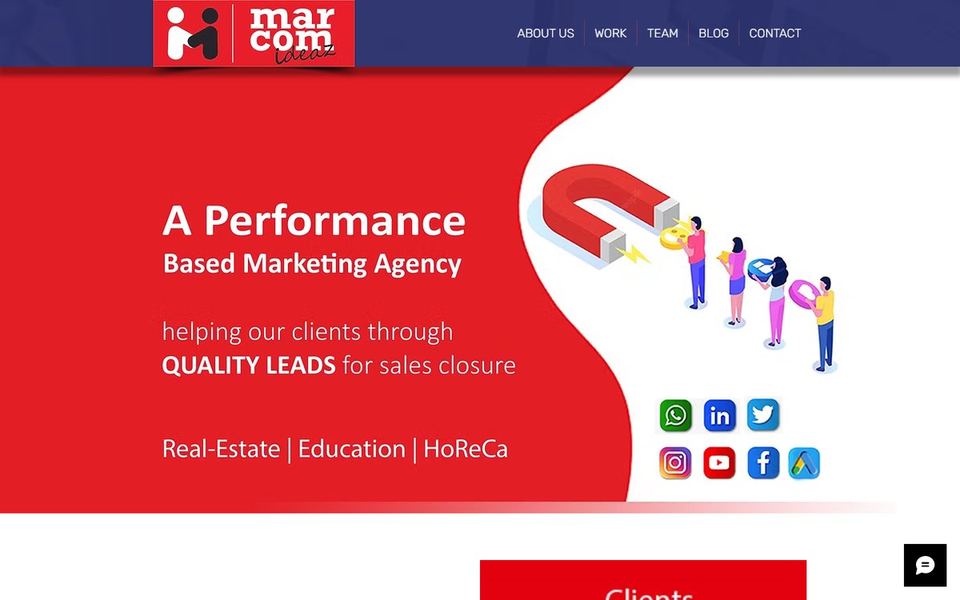 mar
com
ideaz
ABOUT US
WORK
TEAM
BLOG
CONTACT
A Performance
Based Marketing Agency
helping our clients through
QUALITY LEADS for sales closure
Real-Estate | Education | HoReCa
in
Clients